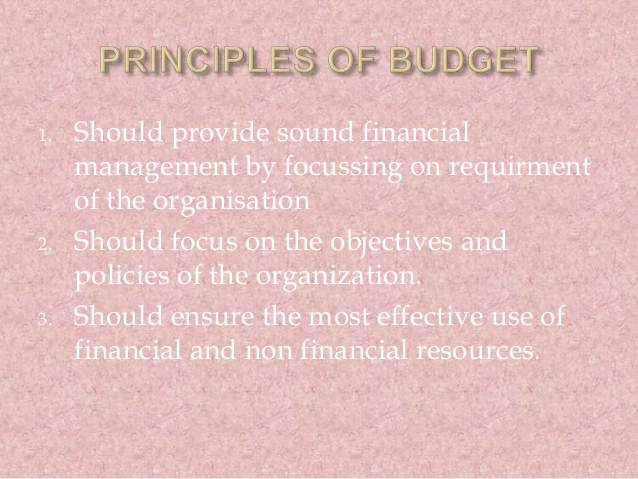 PRINCIPLES OF BUDGET
1. Should provide sound financial
management by focussing on requirment
of the organisation
2. Should focus on the objectives and
policies of the organization.
3. Should ensure the most effective use of
financial and non financial resources.